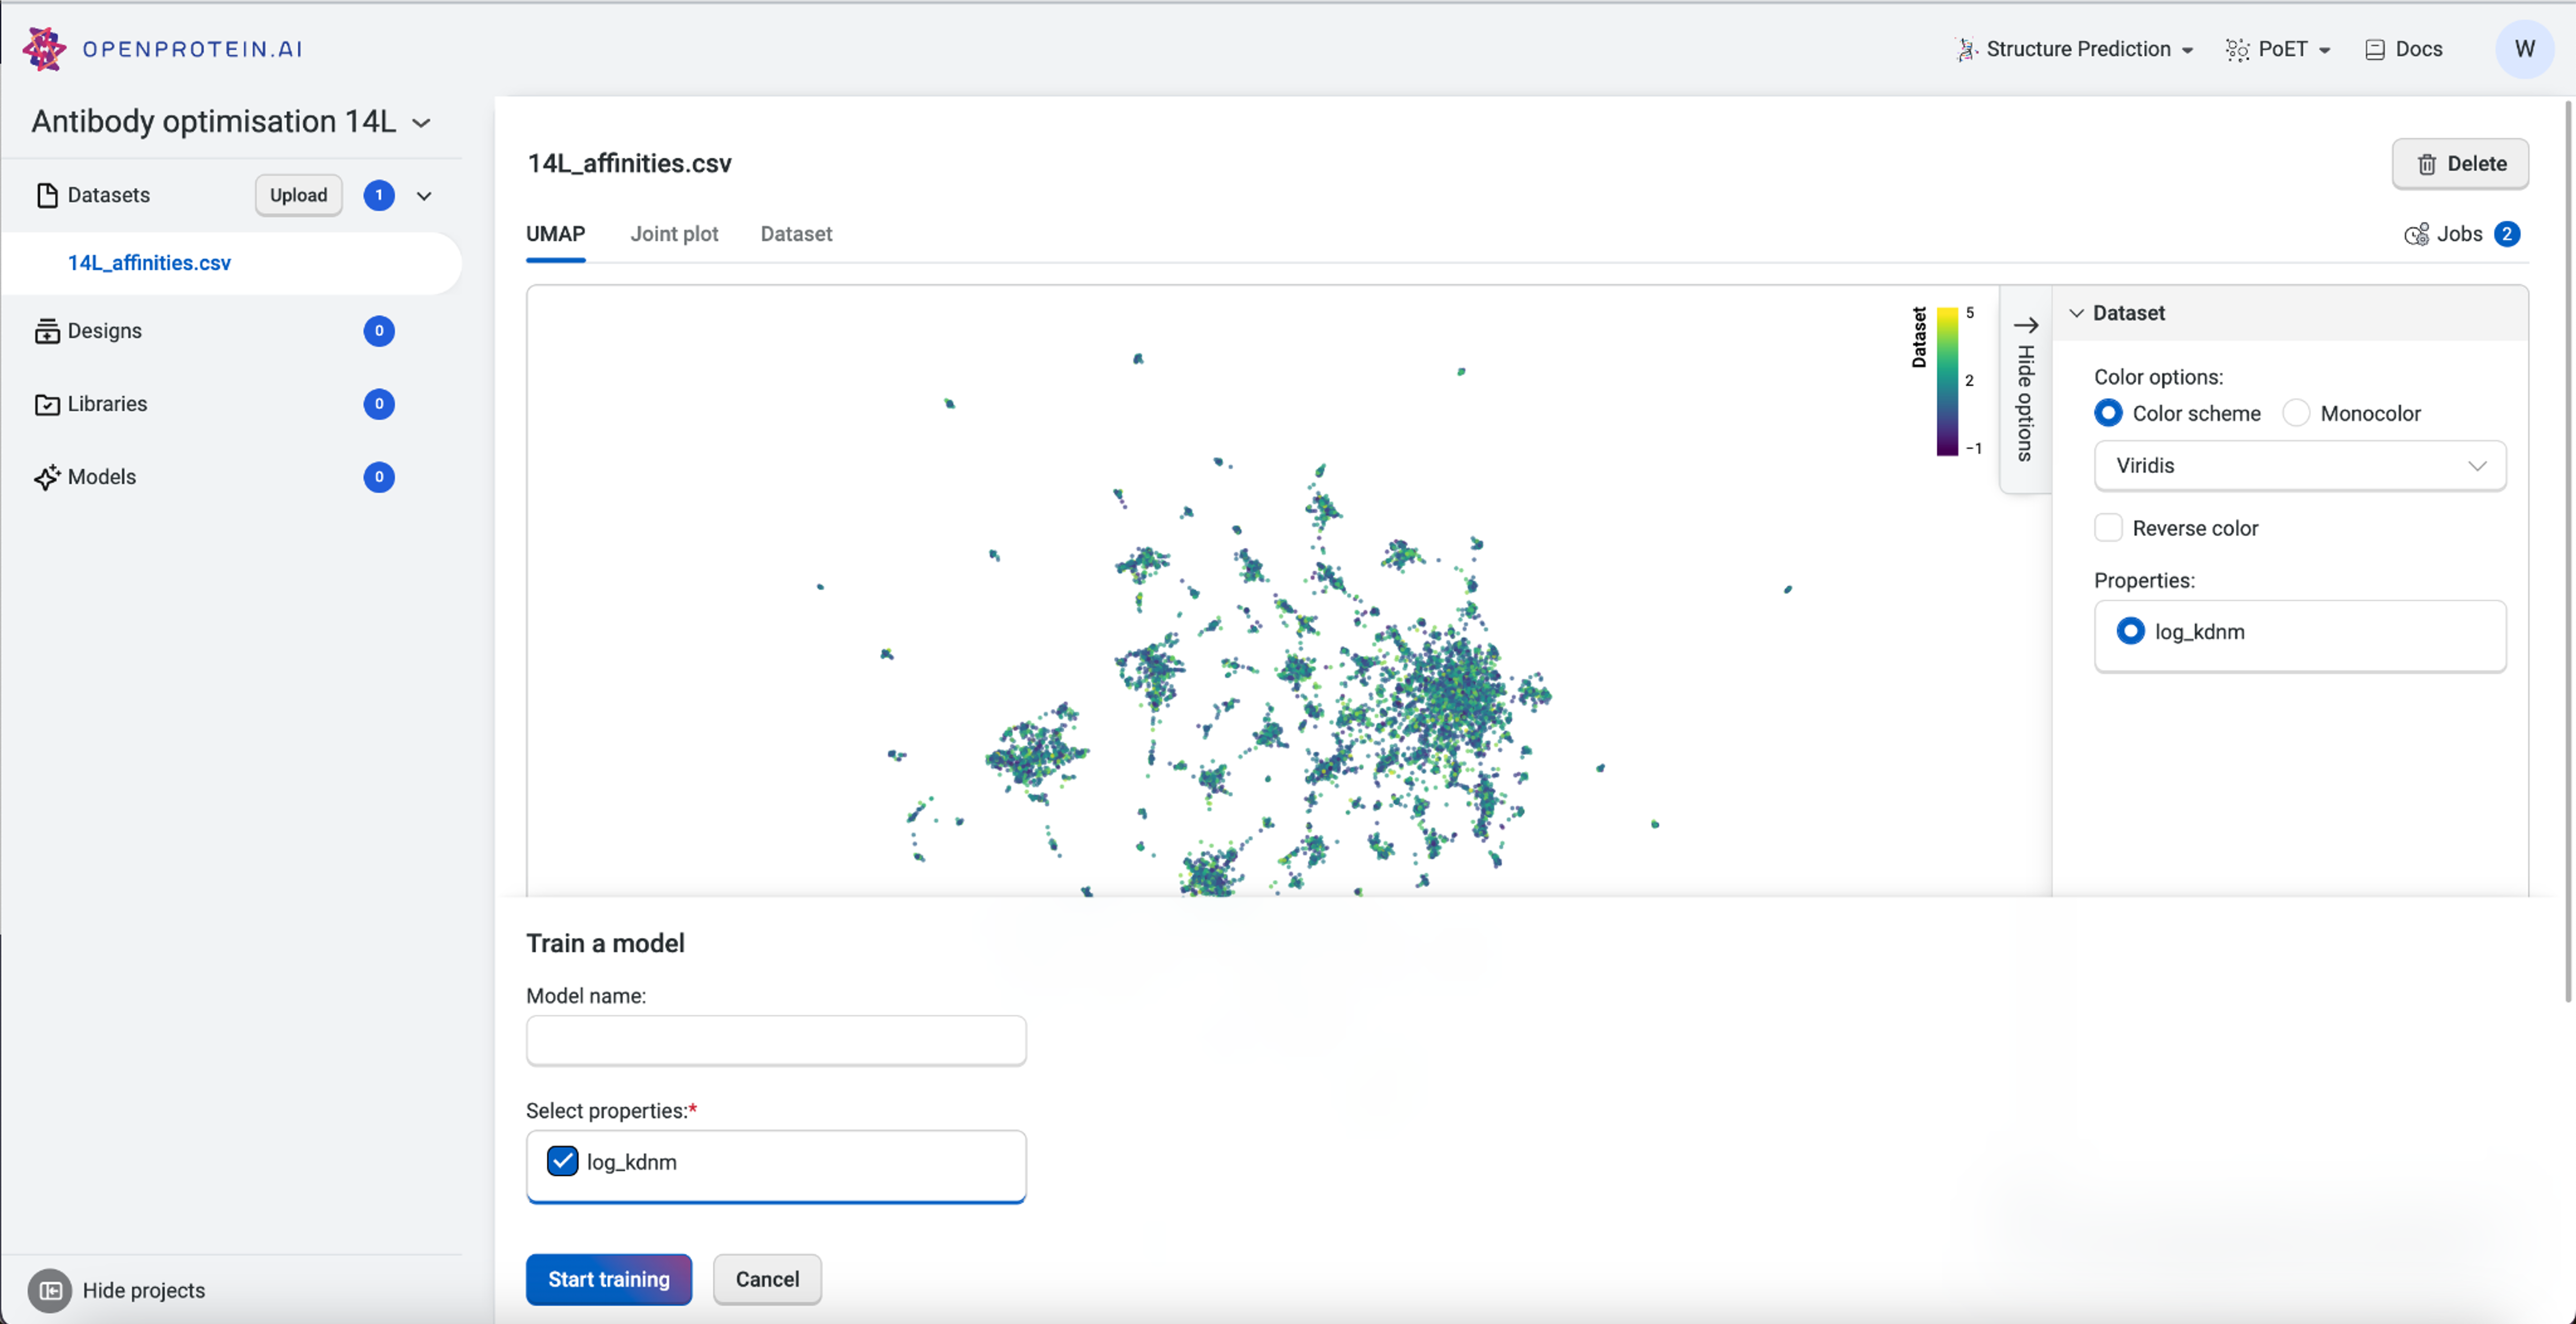 OPENPROTEIN.AI
Structure Prediction
PoET
Docs
W
Antibody optimisation 14L
Datasets
Upload
1
14L_affinities.csv
Designs
0
Libraries
0
Models
0
Hide projects
14L_affinities.csv
Delete
UMAP
Joint plot
Dataset
Jobs
2
Dataset
5
2
−1
Hide options
Dataset
Color options:
Color scheme
Monocolor
Viridis
Reverse color
Properties:
log_kdnm
Train a model
Model name:
Select properties:*
log_kdnm
Start training
Cancel